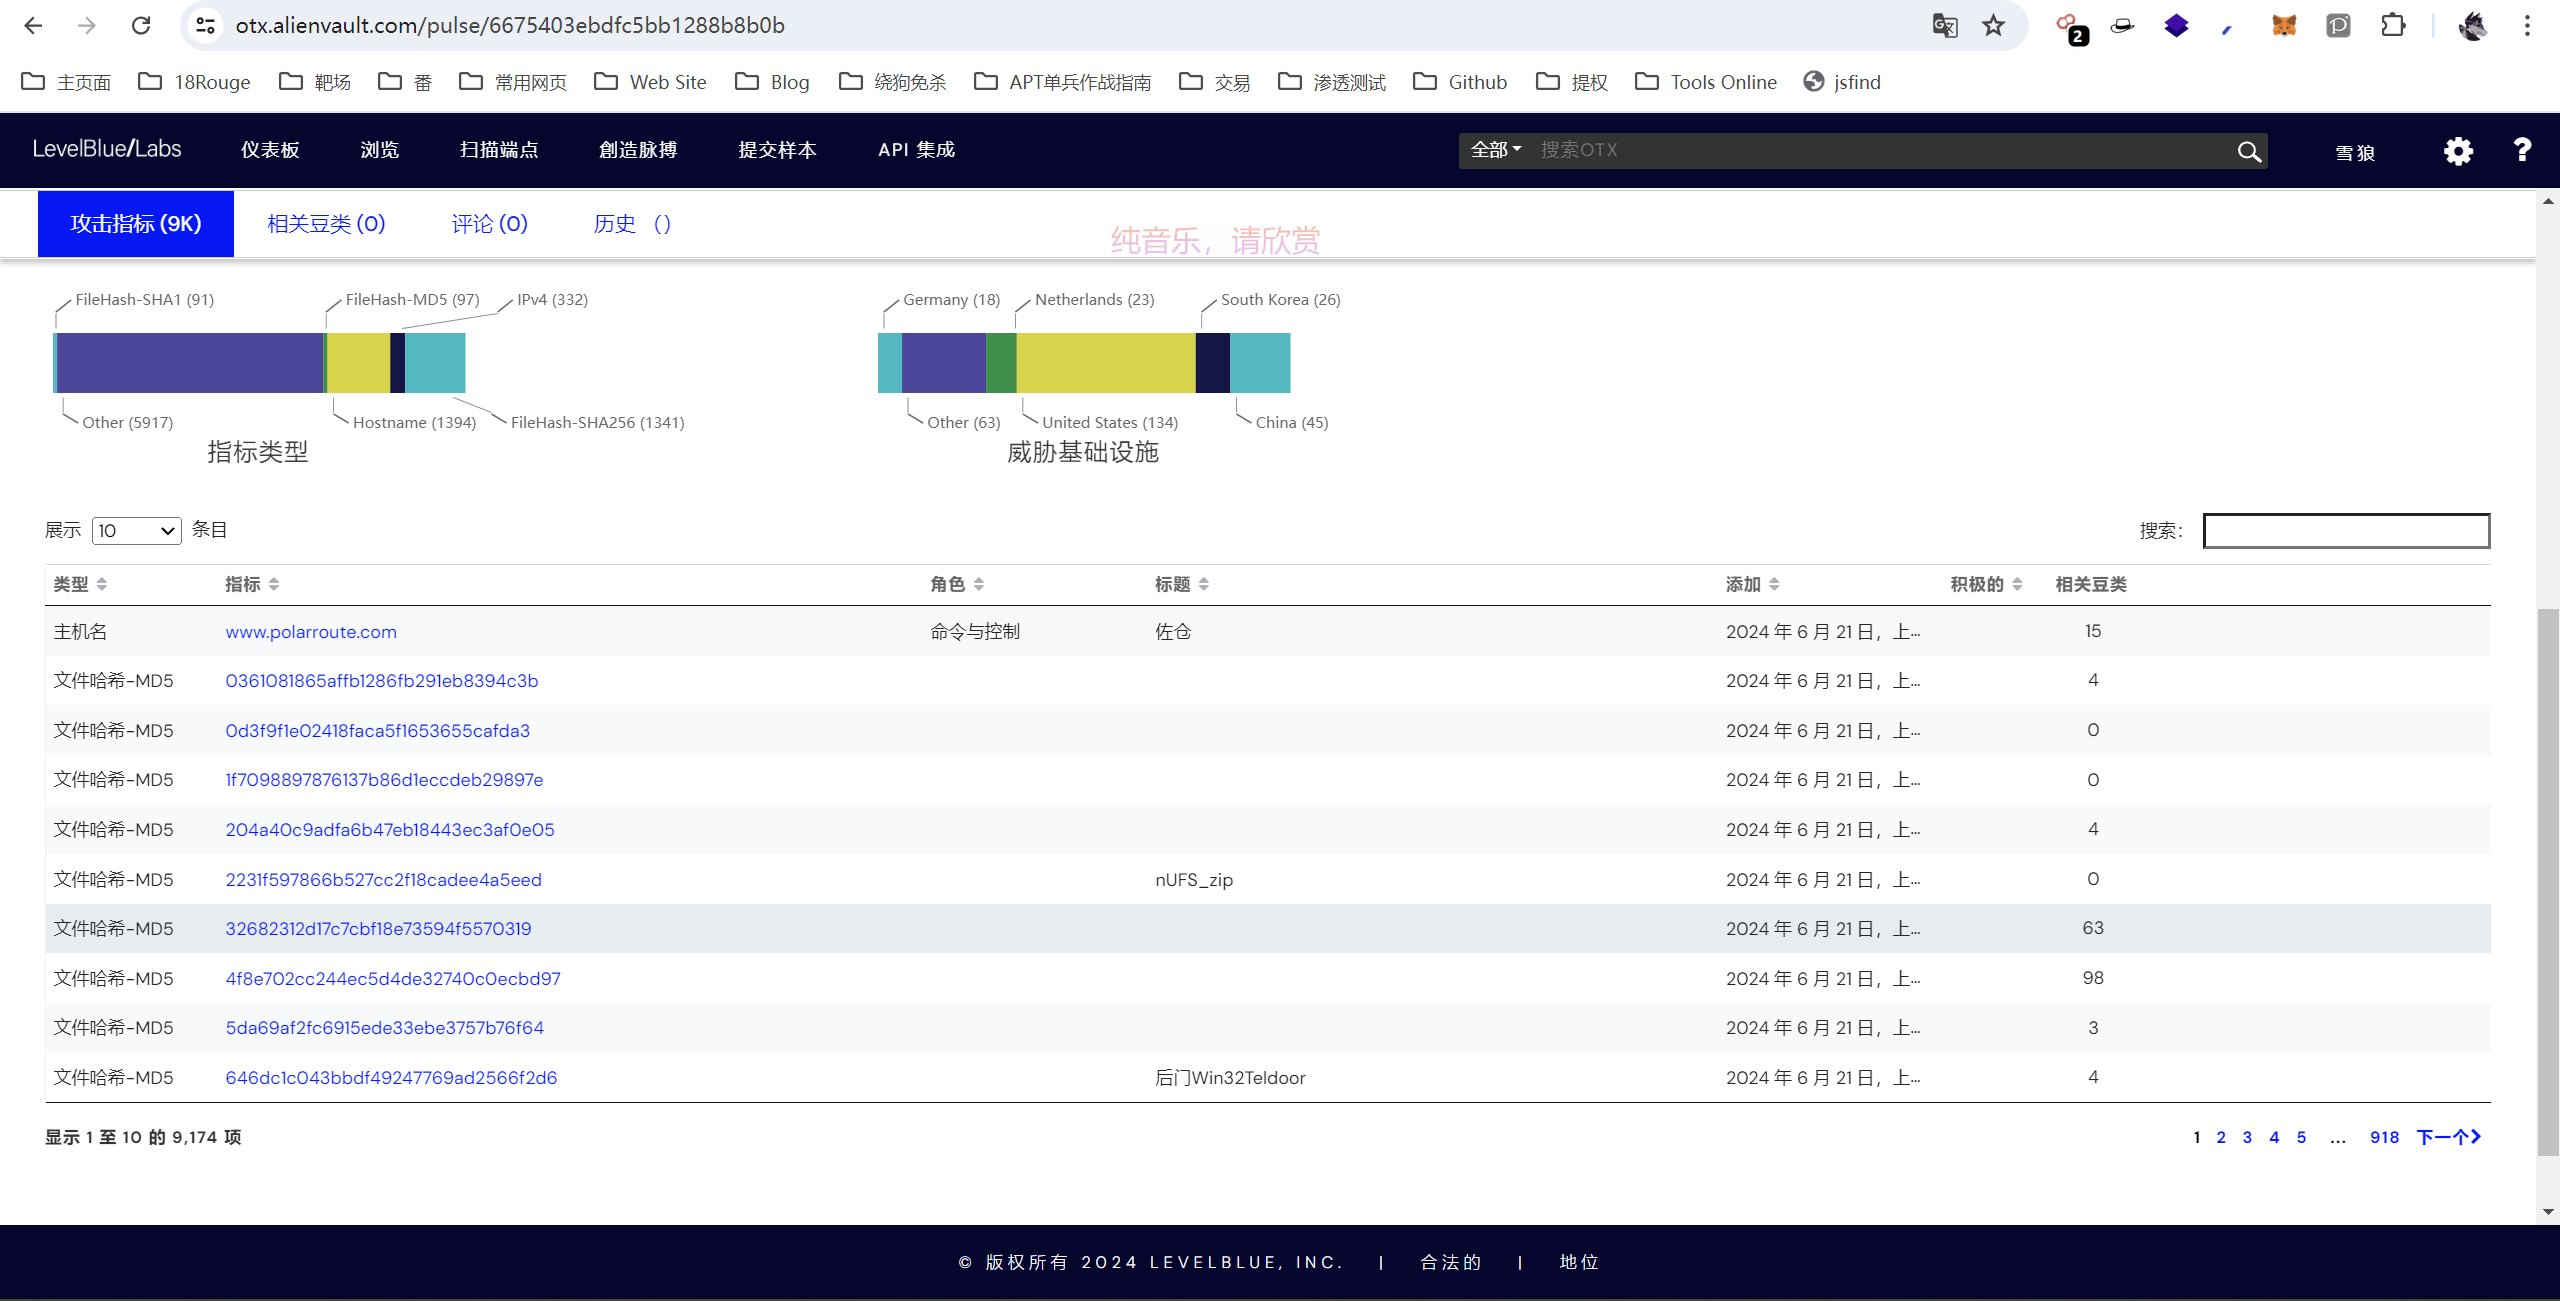 otx.alienvault.com/pulse/6675403ebdfc5bb1288b8b0b
2
主页面 18Rouge 靶场 番 常用网页 Web Site Blog 绕狗免杀 APT单兵作战指南 交易 渗透测试 Github 提权 Tools Online jsfind
LevelBlue/Labs 仪表板 浏览 扫描端点 創造脈搏 提交样本 API 集成 全部 搜索OTX 雪狼 ?
攻击指标 (9K) 相关豆类 (0) 评论 (0) 历史 （）
纯音乐，请欣赏
FileHash-SHA1 (91) FileHash-MD5 (97) IPv4 (332) Germany (18) Netherlands (23) South Korea (26)
Other (5917) Hostname (1394) FileHash-SHA256 (1341) Other (63) United States (134) China (45)
指标类型 威胁基础设施
展示 10 条目 搜索：
类型 指标 角色 标题 添加 积极的 相关豆类
主机名 www.polarroute.com 命令与控制 佐仓 2024 年 6 月 21 日，上... 15
文件哈希-MD5 0361081865affb1286fb291eb8394c3b 2024 年 6 月 21 日，上... 4
文件哈希-MD5 0d3f9f1e02418faca5f1653655cafda3 2024 年 6 月 21 日，上... 0
文件哈希-MD5 1f7098897876137b86d1eccdeb29897e 2024 年 6 月 21 日，上... 0
文件哈希-MD5 204a40c9adfa6b47eb18443ec3af0e05 2024 年 6 月 21 日，上... 4
文件哈希-MD5 2231f597866b527cc2f18cadee4a5eed nUFS_zip 2024 年 6 月 21 日，上... 0
文件哈希-MD5 32682312d17c7cbf18e73594f5570319 2024 年 6 月 21 日，上... 63
文件哈希-MD5 4f8e702cc244ec5d4de32740c0ecbd97 2024 年 6 月 21 日，上... 98
文件哈希-MD5 5da69af2fc6915ede33ebe3757b76f64 2024 年 6 月 21 日，上... 3
文件哈希-MD5 646dc1c043bbdf49247769ad2566f2d6 后门Win32Teldoor 2024 年 6 月 21 日，上... 4
显示 1 至 10 的 9,174 项 1 2 3 4 5 ... 918 下一个
© 版权所有 2024 LEVELBLUE, INC. | 合法的 | 地位